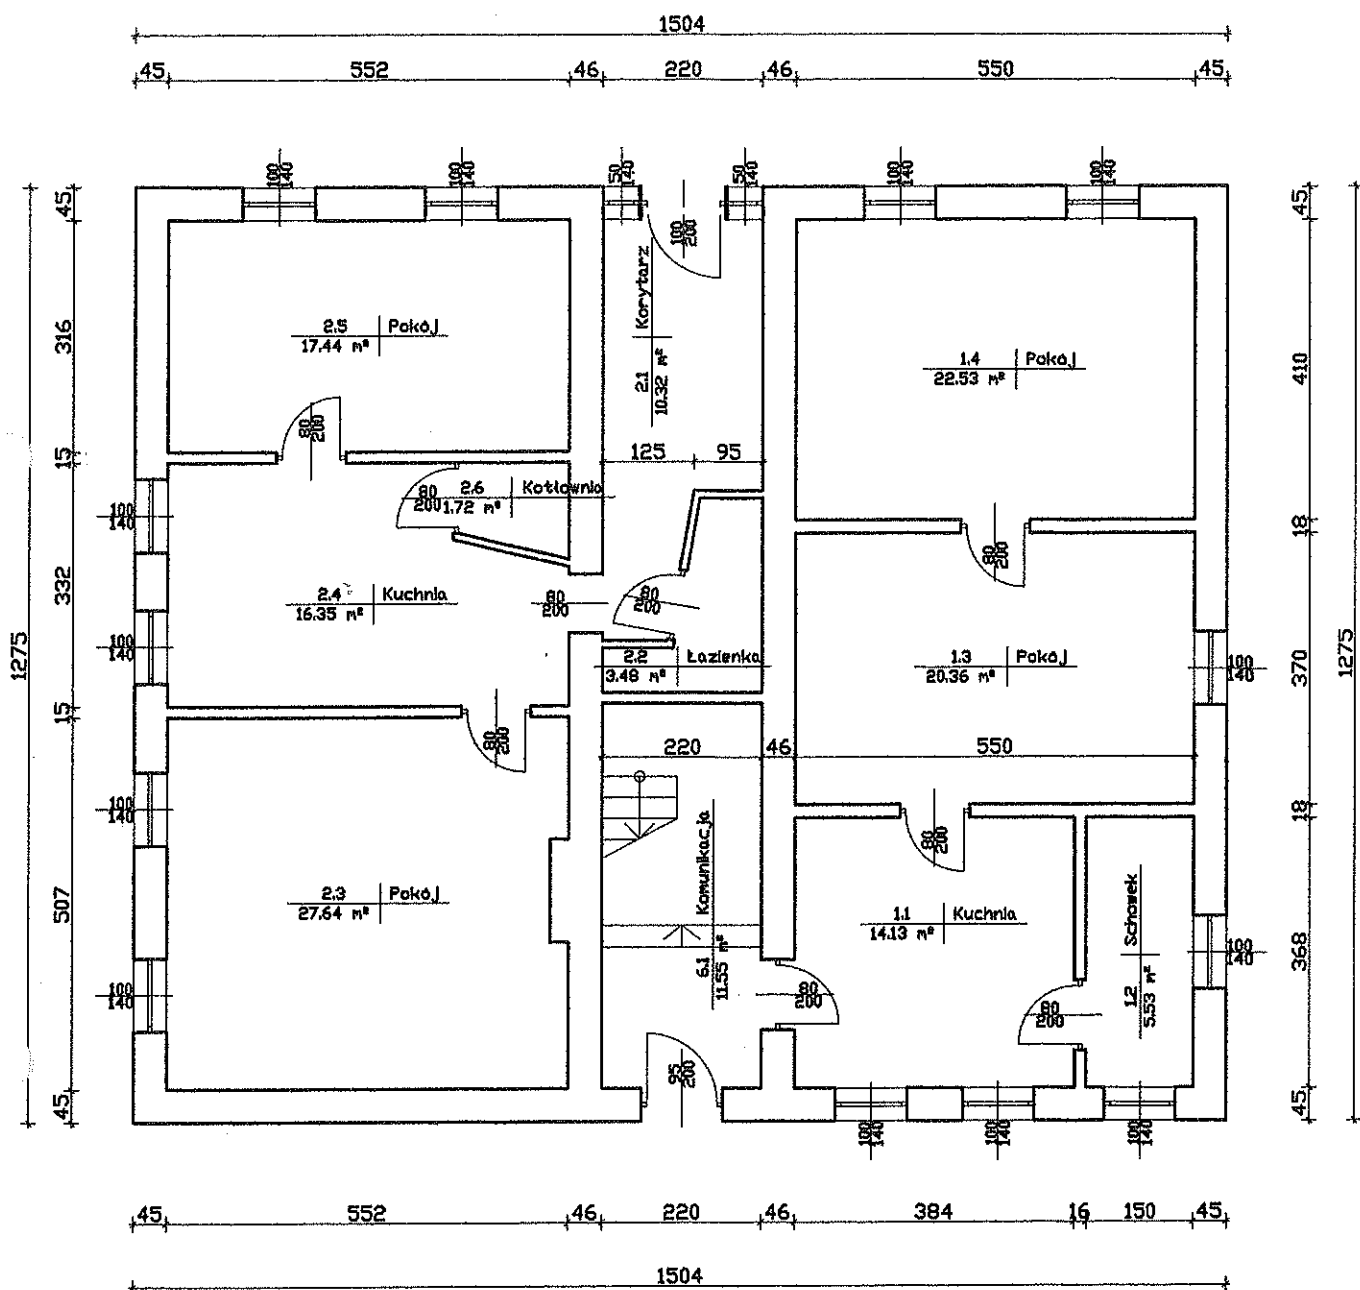 1504
45 552 46 220 46 550 45
100 140
100 140
50 140
50 140
100 140
100 140
100 200
45
316
15
332
15
507
45
1275
45
410
18
370
18
368
45
1275
2.5 Pokój
17.44 m²
2.1 Korytarz
10.32 m²
1.4 Pokój
22.53 m²
80 200
125 95
100 140
80 200
2.6 Kotłownia
1.72 m²
80 200
2.4 Kuchnia
16.35 m²
80 200
80 200
100 140
2.2 Łazienka
3.48 m²
1.3 Pokój
20.36 m²
100 140
80 200
220 46 550
100 140
80 200
2.3 Pokój
27.64 m²
6.1 Komunikacja
11.55 m²
1.1 Kuchnia
14.13 m²
1.2 Schowek
5.53 m²
100 140
100 140
80 200
80 200
95 200
100 140
100 140
100 140
45 552 46 220 46 384 16 150 45
1504